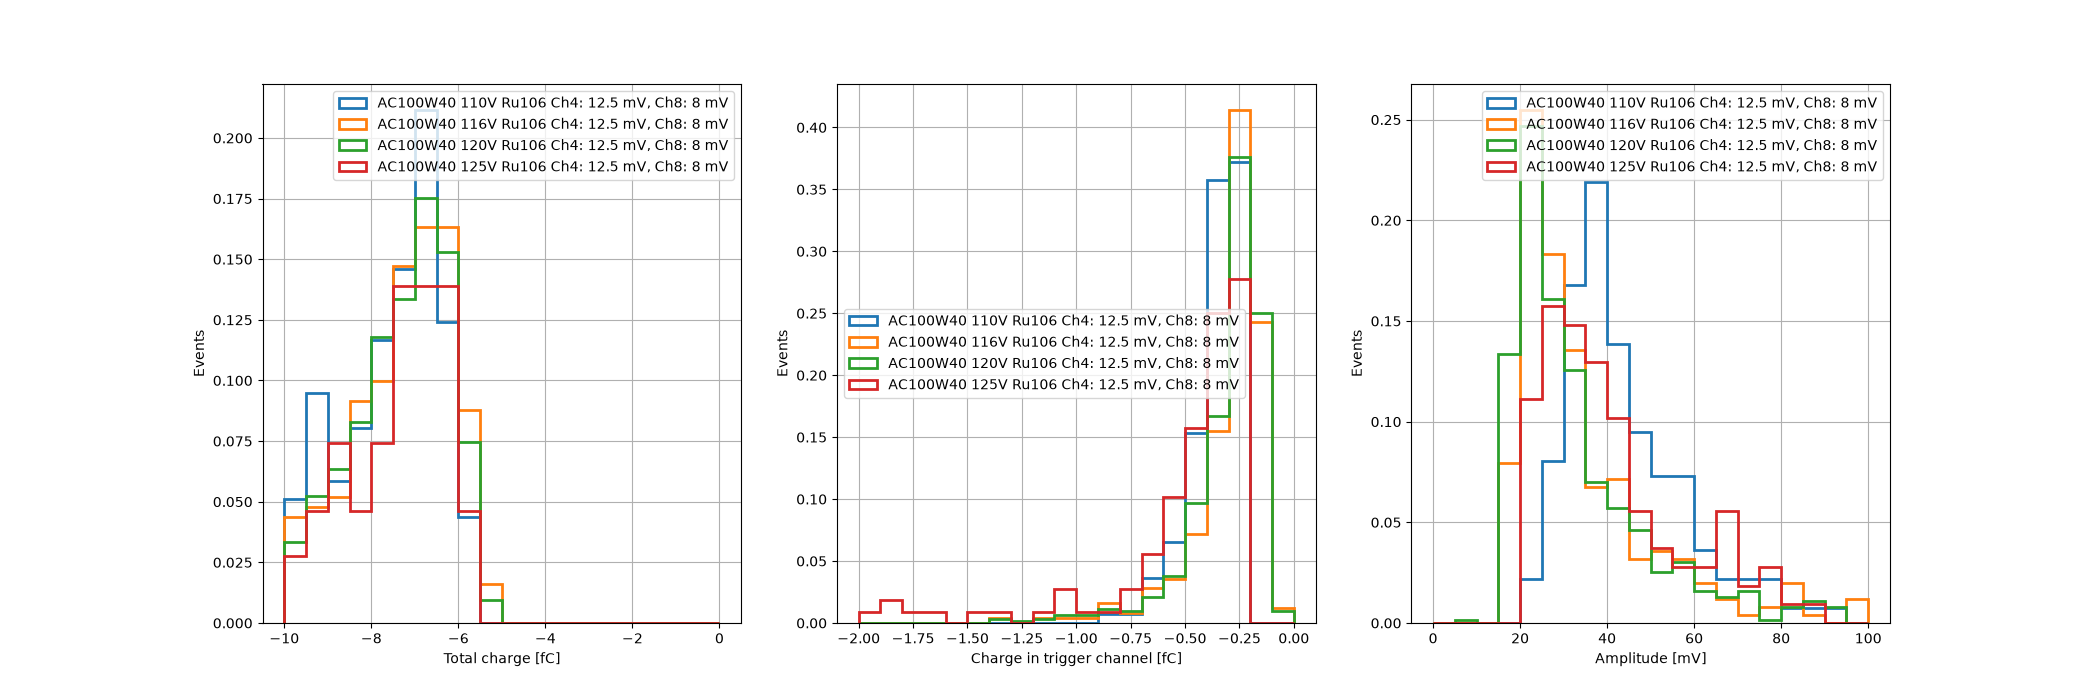 AC100W40 110V Ru106 Ch4: 12.5 mV, Ch8: 8 mV
AC100W40 116V Ru106 Ch4: 12.5 mV, Ch8: 8 mV
AC100W40 120V Ru106 Ch4: 12.5 mV, Ch8: 8 mV
AC100W40 125V Ru106 Ch4: 12.5 mV, Ch8: 8 mV
0.200
0.175
0.150
0.125
0.100
0.075
0.050
0.025
0.000
Events
−10
−8
−6
−4
−2
0
Total charge [fC]
0.40
0.35
0.30
0.25
0.20
0.15
0.10
0.05
0.00
Events
AC100W40 110V Ru106 Ch4: 12.5 mV, Ch8: 8 mV
AC100W40 116V Ru106 Ch4: 12.5 mV, Ch8: 8 mV
AC100W40 120V Ru106 Ch4: 12.5 mV, Ch8: 8 mV
AC100W40 125V Ru106 Ch4: 12.5 mV, Ch8: 8 mV
−2.00
−1.75
−1.50
−1.25
−1.00
−0.75
−0.50
−0.25
0.00
Charge in trigger channel [fC]
AC100W40 110V Ru106 Ch4: 12.5 mV, Ch8: 8 mV
AC100W40 116V Ru106 Ch4: 12.5 mV, Ch8: 8 mV
AC100W40 120V Ru106 Ch4: 12.5 mV, Ch8: 8 mV
AC100W40 125V Ru106 Ch4: 12.5 mV, Ch8: 8 mV
0.25
0.20
0.15
0.10
0.05
0.00
Events
0
20
40
60
80
100
Amplitude [mV]